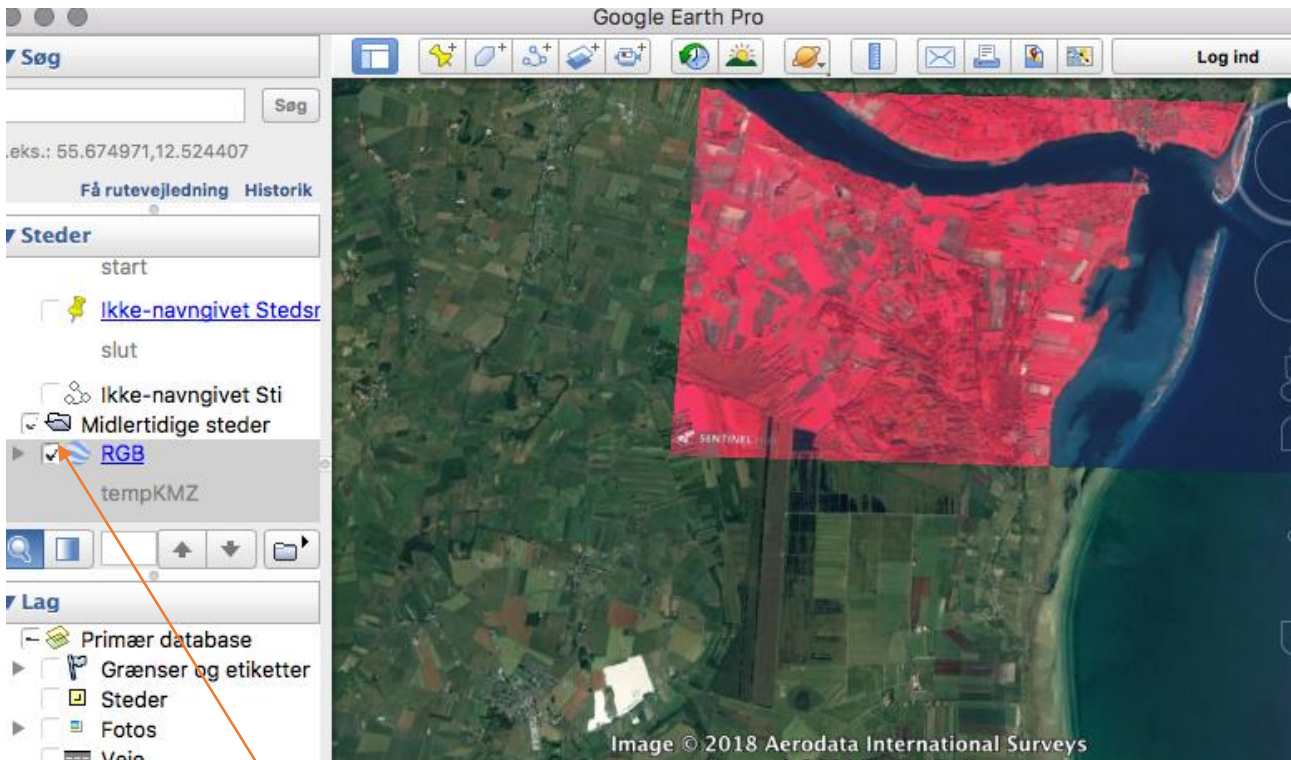 Google Earth Pro
Søg
Log ind
Søg
.eks.: 55.674971,12.524407
Få rutevejledning Historik
Steder
start
Ikke-navngivet Stedsr
slut
Ikke-navngivet Sti
Midlertidige steder
RGB
tempKMZ
Lag
Primær database
Grænser og etiketter
Steder
Fotos
Veje
SENTINEL
Image © 2018 Aerodata International Surveys